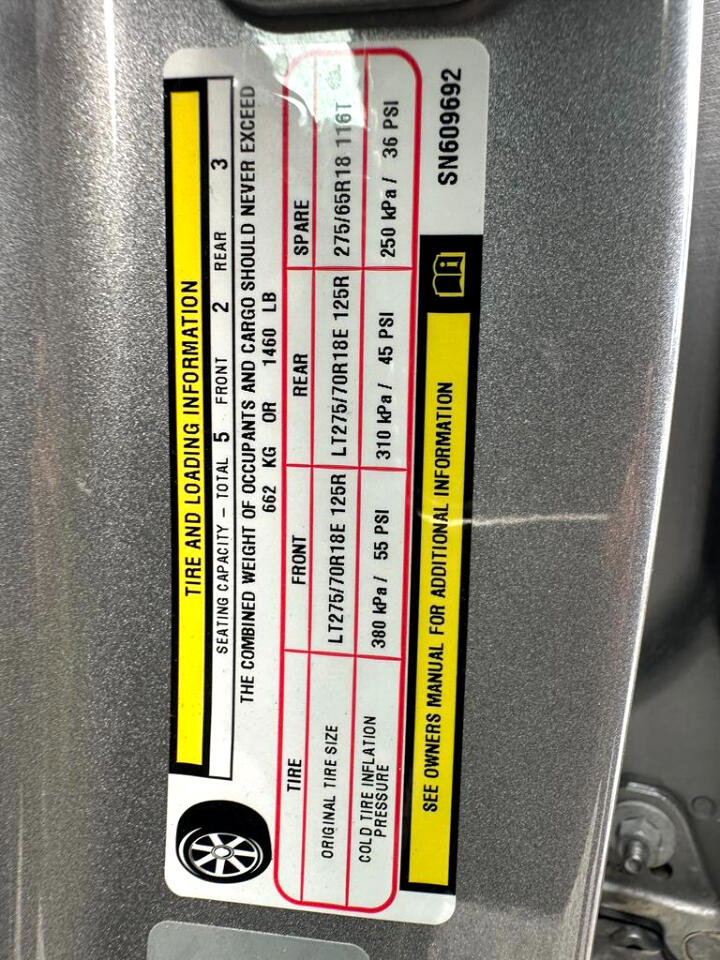 TIRE AND LOADING INFORMATION
SEATING CAPACITY - TOTAL 5 FRONT 2 REAR 3
THE COMBINED WEIGHT OF OCCUPANTS AND CARGO SHOULD NEVER EXCEED
662 KG OR 1460 LB
TIRE FRONT REAR SPARE
ORIGINAL TIRE SIZE LT275/70R18E 125R LT275/70R18E 125R 275/65R18 116T
COLD TIRE INFLATION
PRESSURE 380 kPa/ 55 PSI 310 kPa/ 45 PSI 250 kPa/ 36 PSI
SEE OWNERS MANUAL FOR ADDITIONAL INFORMATION
SN609692